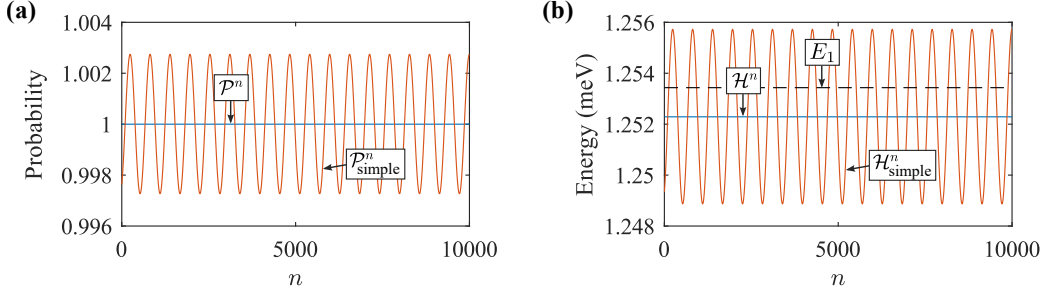 (a)
1.004
1.002
1
0.998
0.996
Probability
𝒫ⁿ
𝒫ⁿ_simple
0
5000
10000
n
(b)
1.256
1.254
1.252
1.25
1.248
Energy (meV)
E₁
ℋⁿ
ℋⁿ_simple
0
5000
10000
n